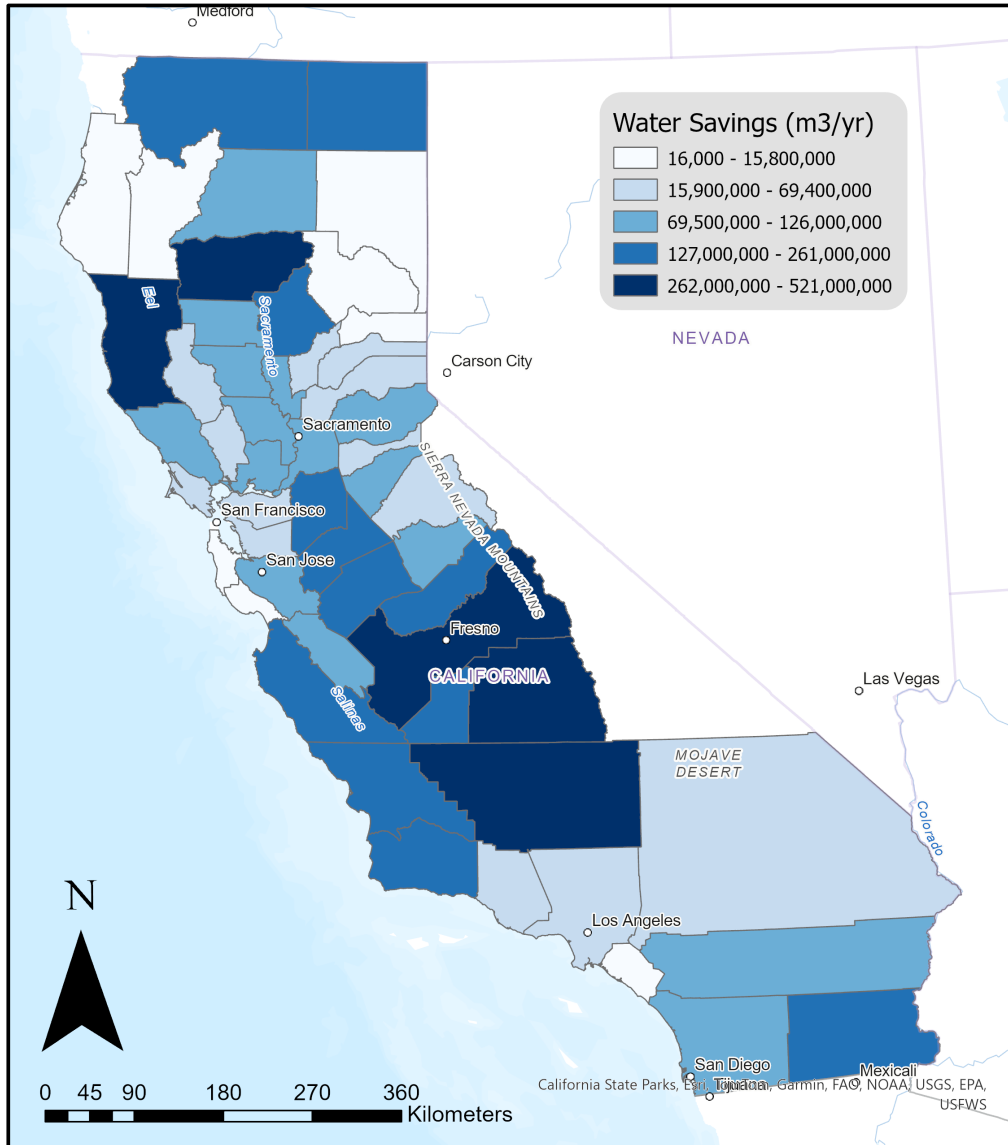 Medford
Water Savings (m3/yr)
16,000 - 15,800,000
15,900,000 - 69,400,000
69,500,000 - 126,000,000
127,000,000 - 261,000,000
262,000,000 - 521,000,000
Eel
Sacramento
NEVADA
Carson City
Sacramento
SIERRA NEVADA MOUNTAINS
San Francisco
San Jose
Fresno
CALIFORNIA
Las Vegas
Salinas
MOJAVE
DESERT
Colorado
N
Los Angeles
San Diego
Mexicali
Tijuana
California State Parks, Esri, TomTom, Garmin, FAO, NOAA, USGS, EPA,
USFWS
0 45 90 180 270 360
Kilometers